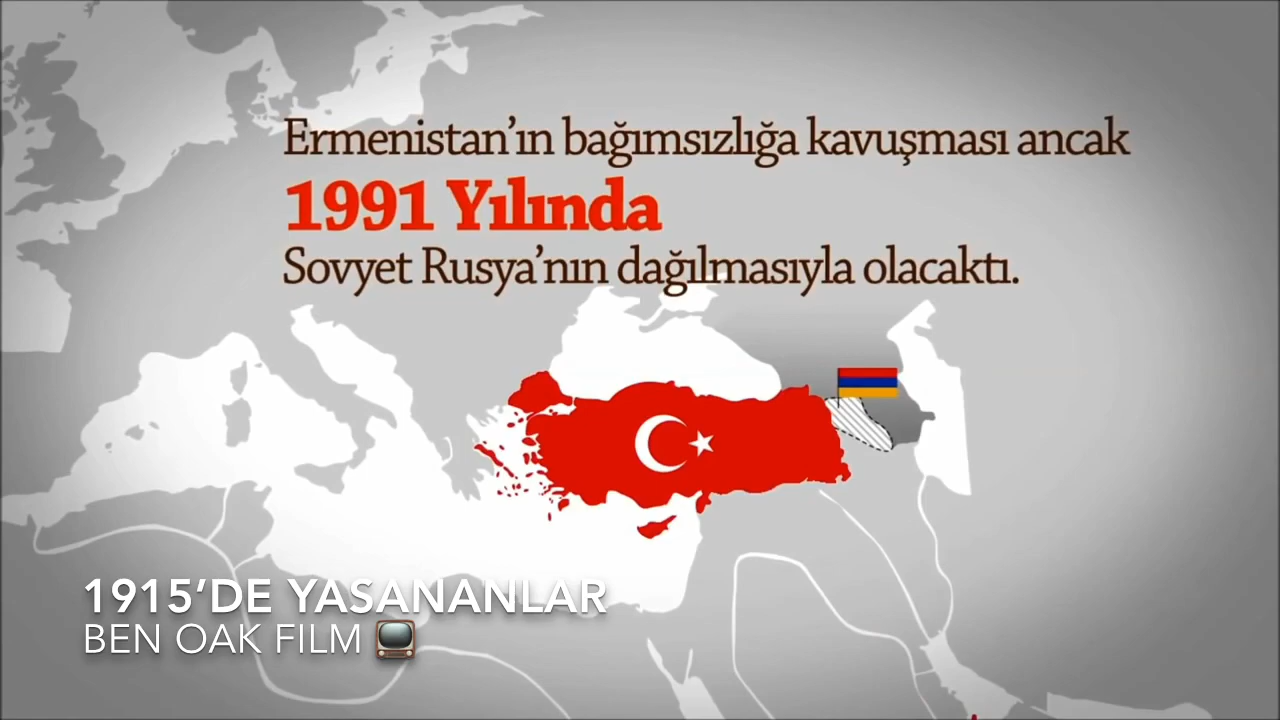 Ermenistan’ın bağımsızlığa kavuşması ancak
1991 Yılında
Sovyet Rusya’nın dağılmasıyla olacaktı.
1915’DE YASANANLAR
BEN OAK FILM